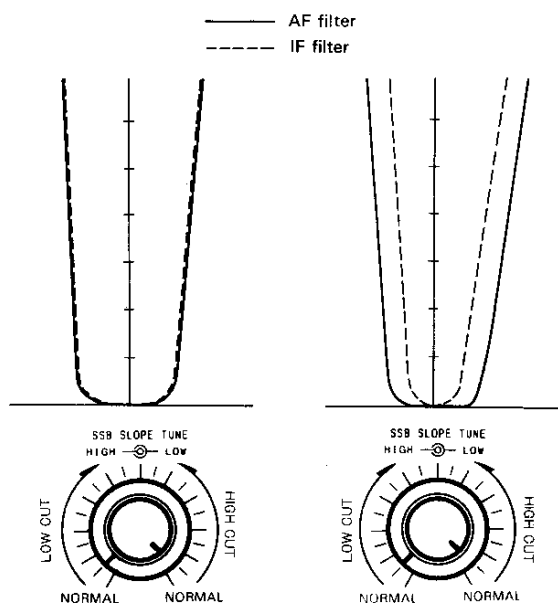 AF filter
IF filter
SSB SLOPE TUNE
HIGH LOW
LOW CUT
HIGH CUT
NORMAL NORMAL
SSB SLOPE TUNE
HIGH LOW
LOW CUT
HIGH CUT
NORMAL NORMAL